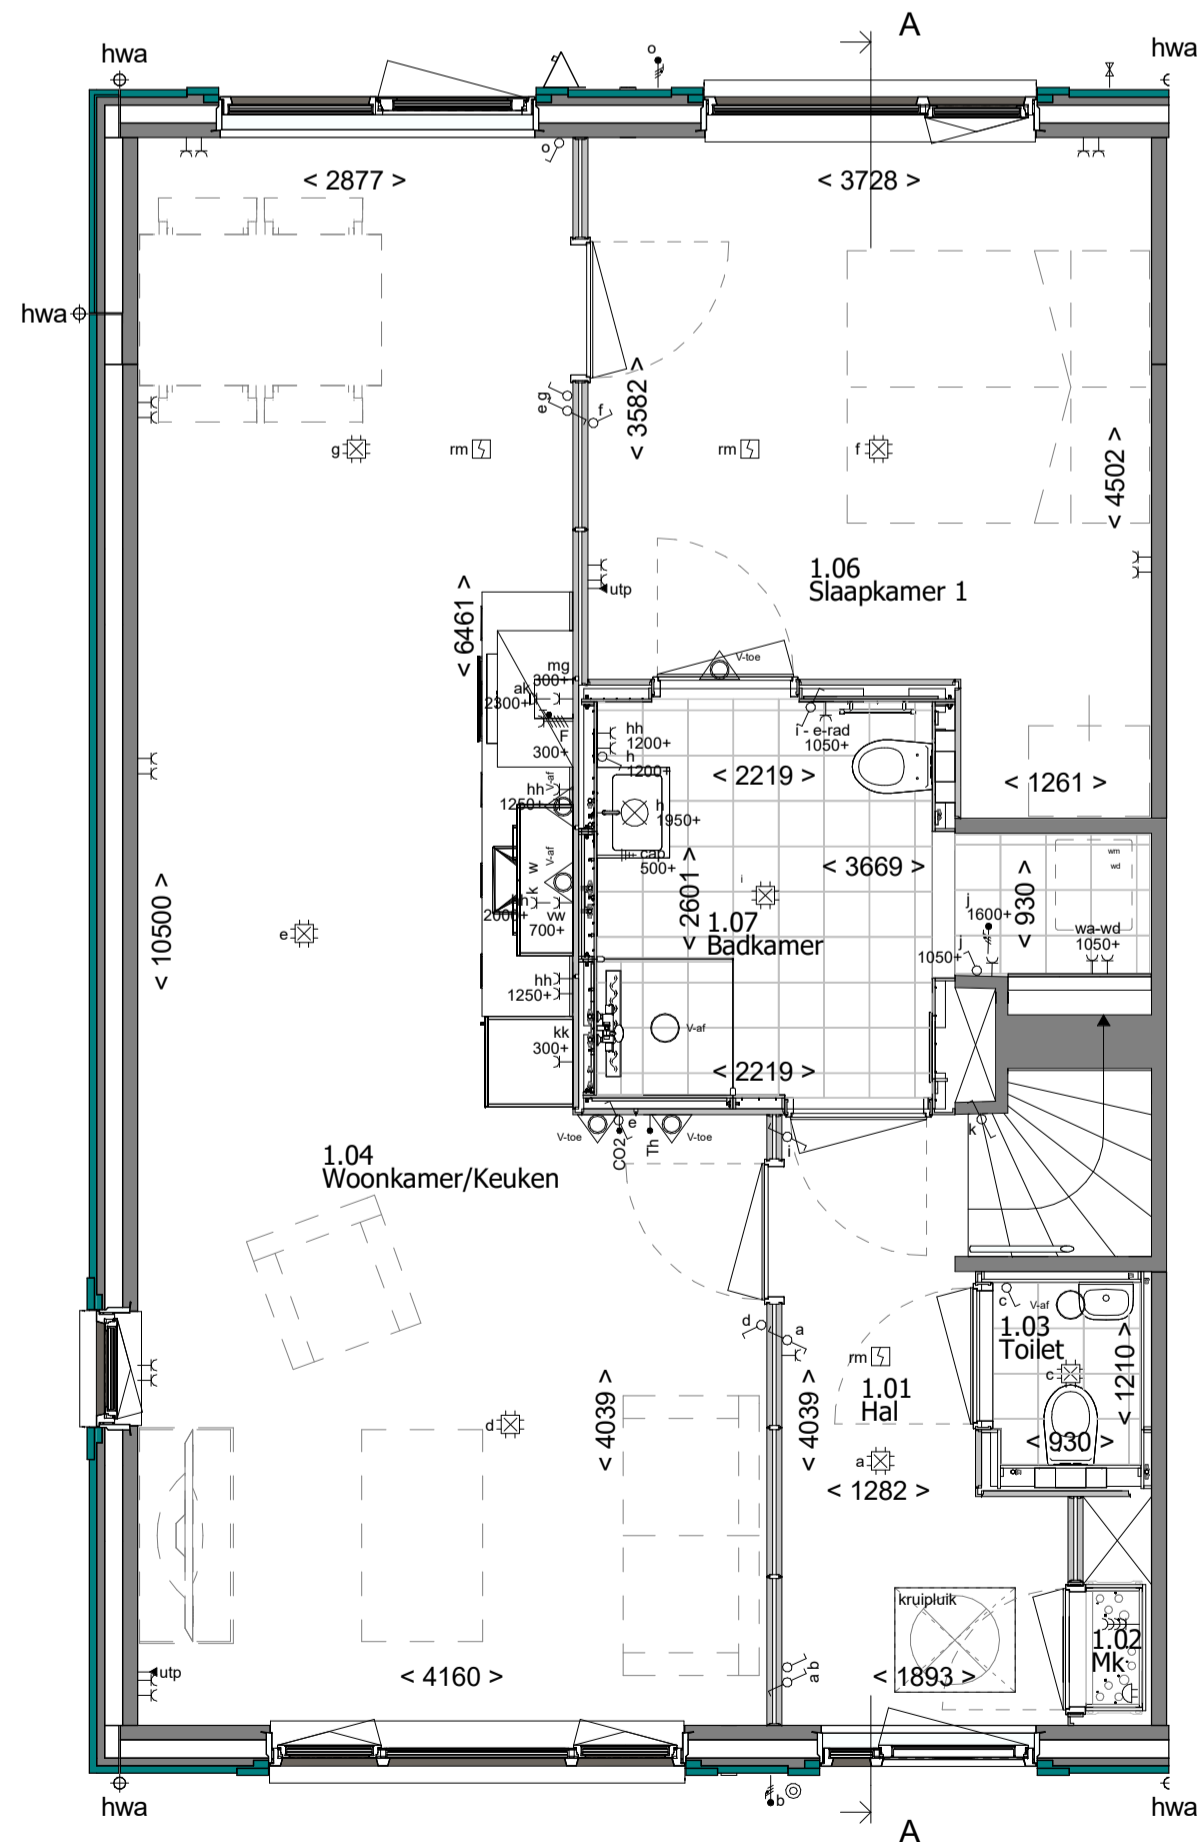 A
hwa
o
hwa
o
< 2877 >
< 3728 >
hwa
< 3582 >
e g
f
g
rm
rm
f
< 4502 >
utp
1.06
Slaapkamer 1
< 6461 >
V-toe
mg
300+
ak
2300+
F
300+
hh
1200+
h
1200+
i - e-rad
1050+
< 2219 >
< 1261 >
hh
1250+
V-af
h
1950+
cap
500+
V-af
k w
2000+
vw
700+
< 2601 >
< 3669 >
i
1.07
Badkamer
wm
wd
j
1600+
< 930 >
wa-wd
1050+
j
1050+
< 10500 >
e
hh
1250+
kk
300+
V-af
< 2219 >
V-toe
CO2
e
Th
V-toe
i
k
1.04
Woonkamer/Keuken
c
V-af
1.03
Toilet
c
< 1210 >
< 930 >
d
a
rm
1.01
Hal
< 4039 >
< 4039 >
d
a
< 1282 >
kruipluik
1.02
Mk
utp
< 4160 >
a b
< 1893 >
hwa
b
A
hwa